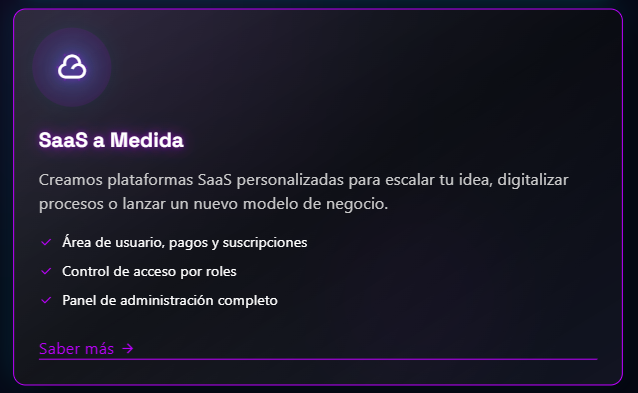 SaaS a Medida
Creamos plataformas SaaS personalizadas para escalar tu idea, digitalizar
procesos o lanzar un nuevo modelo de negocio.
✓ Área de usuario, pagos y suscripciones
✓ Control de acceso por roles
✓ Panel de administración completo
Saber más →